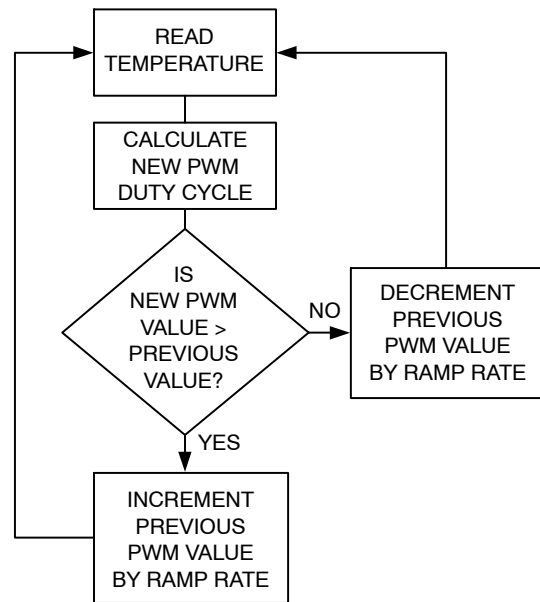 READ
TEMPERATURE
CALCULATE
NEW PWM
DUTY CYCLE
IS
NEW PWM
VALUE >
PREVIOUS
VALUE?
NO
DECREMENT
PREVIOUS
PWM VALUE
BY RAMP RATE
YES
INCREMENT
PREVIOUS
PWM VALUE
BY RAMP RATE